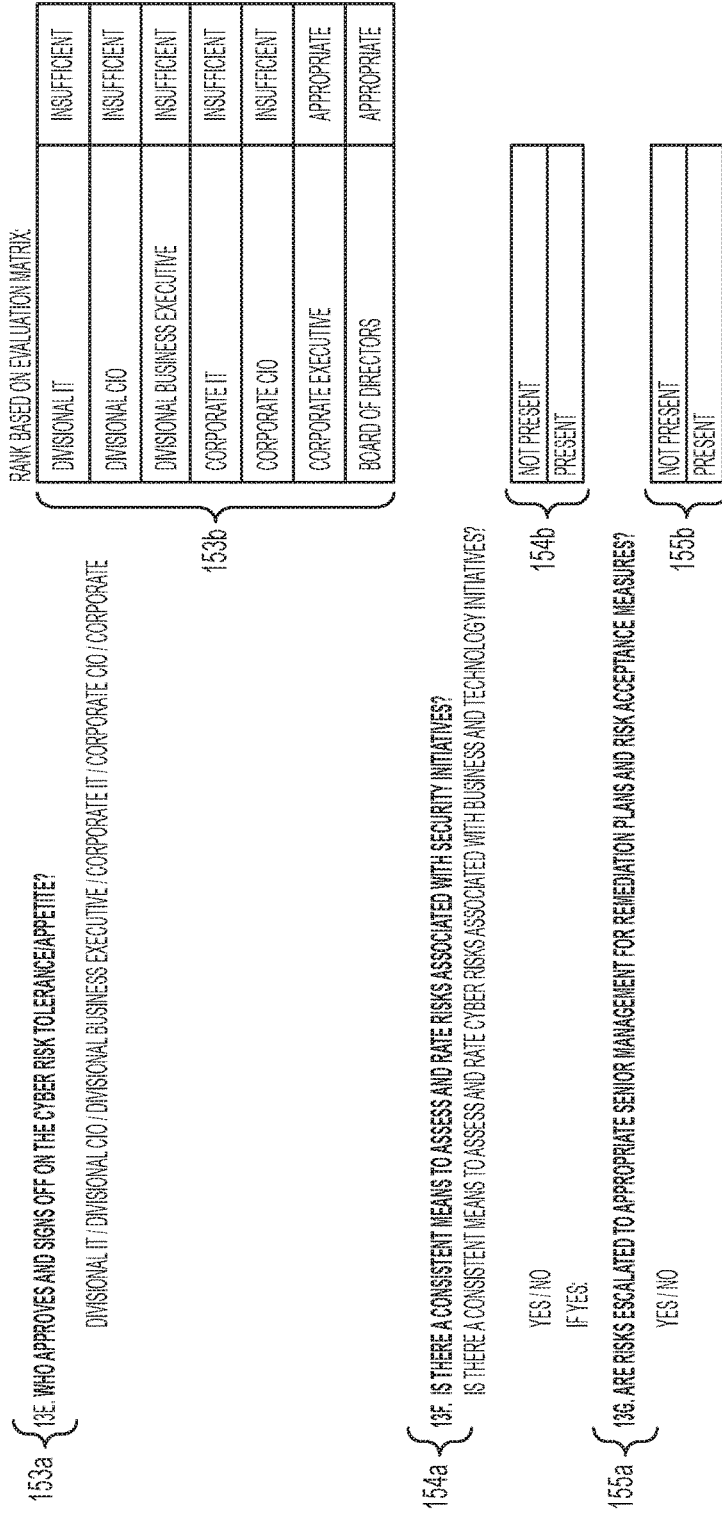 153a
13E. WHO APPROVES AND SIGNS OFF ON THE CYBER RISK TOLERANCE/APPETITE?
DIVISIONAL IT / DIVISIONAL CIO / DIVISIONAL BUSINESS EXECUTIVE / CORPORATE IT / CORPORATE CIO / CORPORATE
RANK BASED ON EVALUATION MATRIX:
153b
DIVISIONAL IT INSUFFICIENT
DIVISIONAL CIO INSUFFICIENT
DIVISIONAL BUSINESS EXECUTIVE INSUFFICIENT
CORPORATE IT INSUFFICIENT
CORPORATE CIO INSUFFICIENT
CORPORATE EXECUTIVE APPROPRIATE
BOARD OF DIRECTORS APPROPRIATE
154a
13F. IS THERE A CONSISTENT MEANS TO ASSESS AND RATE RISKS ASSOCIATED WITH SECURITY INITIATIVES?
IS THERE A CONSISTENT MEANS TO ASSESS AND RATE CYBER RISKS ASSOCIATED WITH BUSINESS AND TECHNOLOGY INITIATIVES?
YES / NO
IF YES:
154b
NOT PRESENT
PRESENT
155a
13G. ARE RISKS ESCALATED TO APPROPRIATE SENIOR MANAGEMENT FOR REMEDIATION PLANS AND RISK ACCEPTANCE MEASURES?
YES / NO
155b
NOT PRESENT
PRESENT